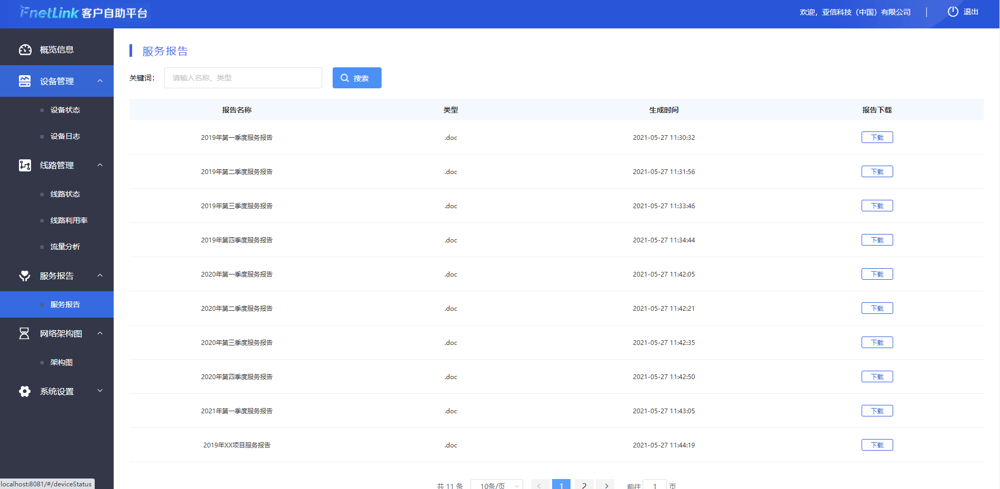 iFnetLink 客户自助平台
欢迎，亚信科技（中国）有限公司
退出
概览信息
设备管理
设备状态
设备日志
线路管理
线路状态
线路利用率
流量分析
服务报告
服务报告
网络架构图
架构图
系统设置
服务报告
关键词： 请输入名称、类型 搜索
报告名称 类型 生成时间 报告下载
2019年第一季度服务报告 .doc 2021-05-27 11:30:32 下载
2019年第二季度服务报告 .doc 2021-05-27 11:31:56 下载
2019年第三季度服务报告 .doc 2021-05-27 11:33:46 下载
2019年第四季度服务报告 .doc 2021-05-27 11:34:44 下载
2020年第一季度服务报告 .doc 2021-05-27 11:42:05 下载
2020年第二季度服务报告 .doc 2021-05-27 11:42:21 下载
2020年第三季度服务报告 .doc 2021-05-27 11:42:35 下载
2020年第四季度服务报告 .doc 2021-05-27 11:42:50 下载
2021年第一季度服务报告 .doc 2021-05-27 11:43:05 下载
2019年XX项目服务报告 .doc 2021-05-27 11:44:19 下载
共 11 条 10条/页 1 2 前往 1 页
localhost:8081/#/deviceStatus